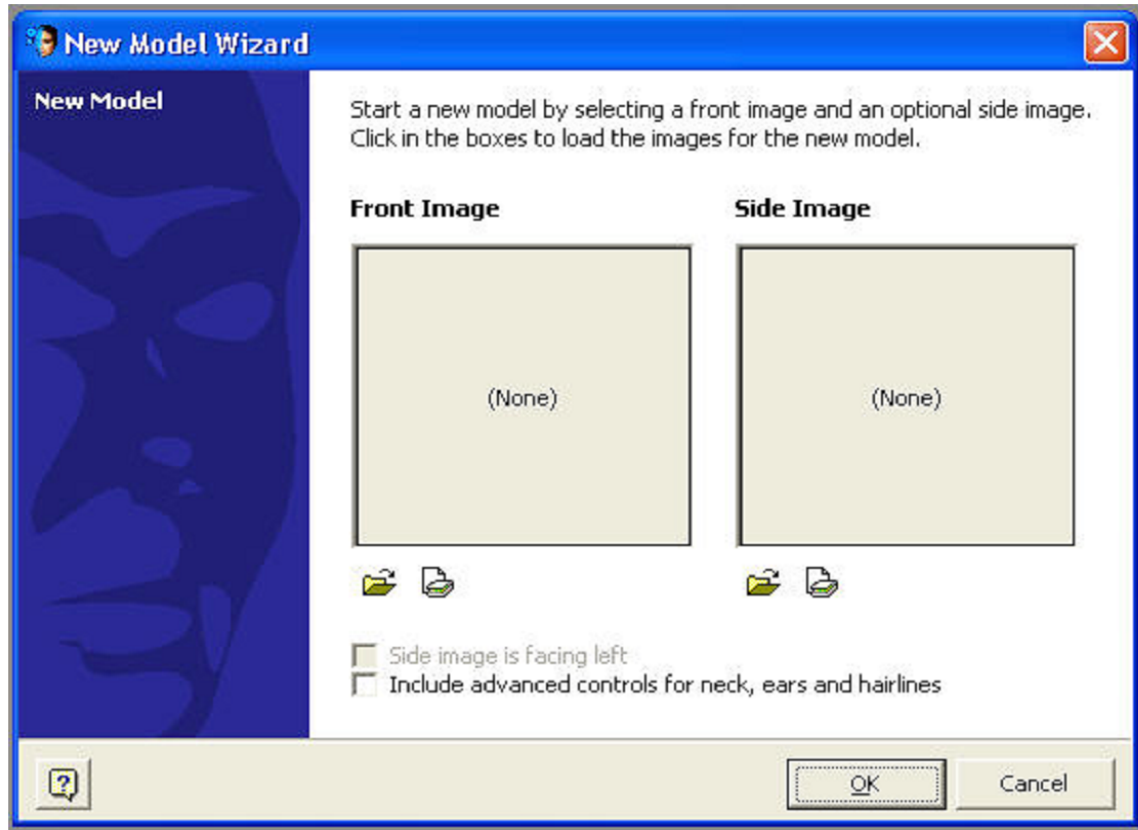 New Model Wizard
New Model
Start a new model by selecting a front image and an optional side image.
Click in the boxes to load the images for the new model.
Front Image
Side Image
(None)
(None)
Side image is facing left
Include advanced controls for neck, ears and hairlines
?
OK
Cancel